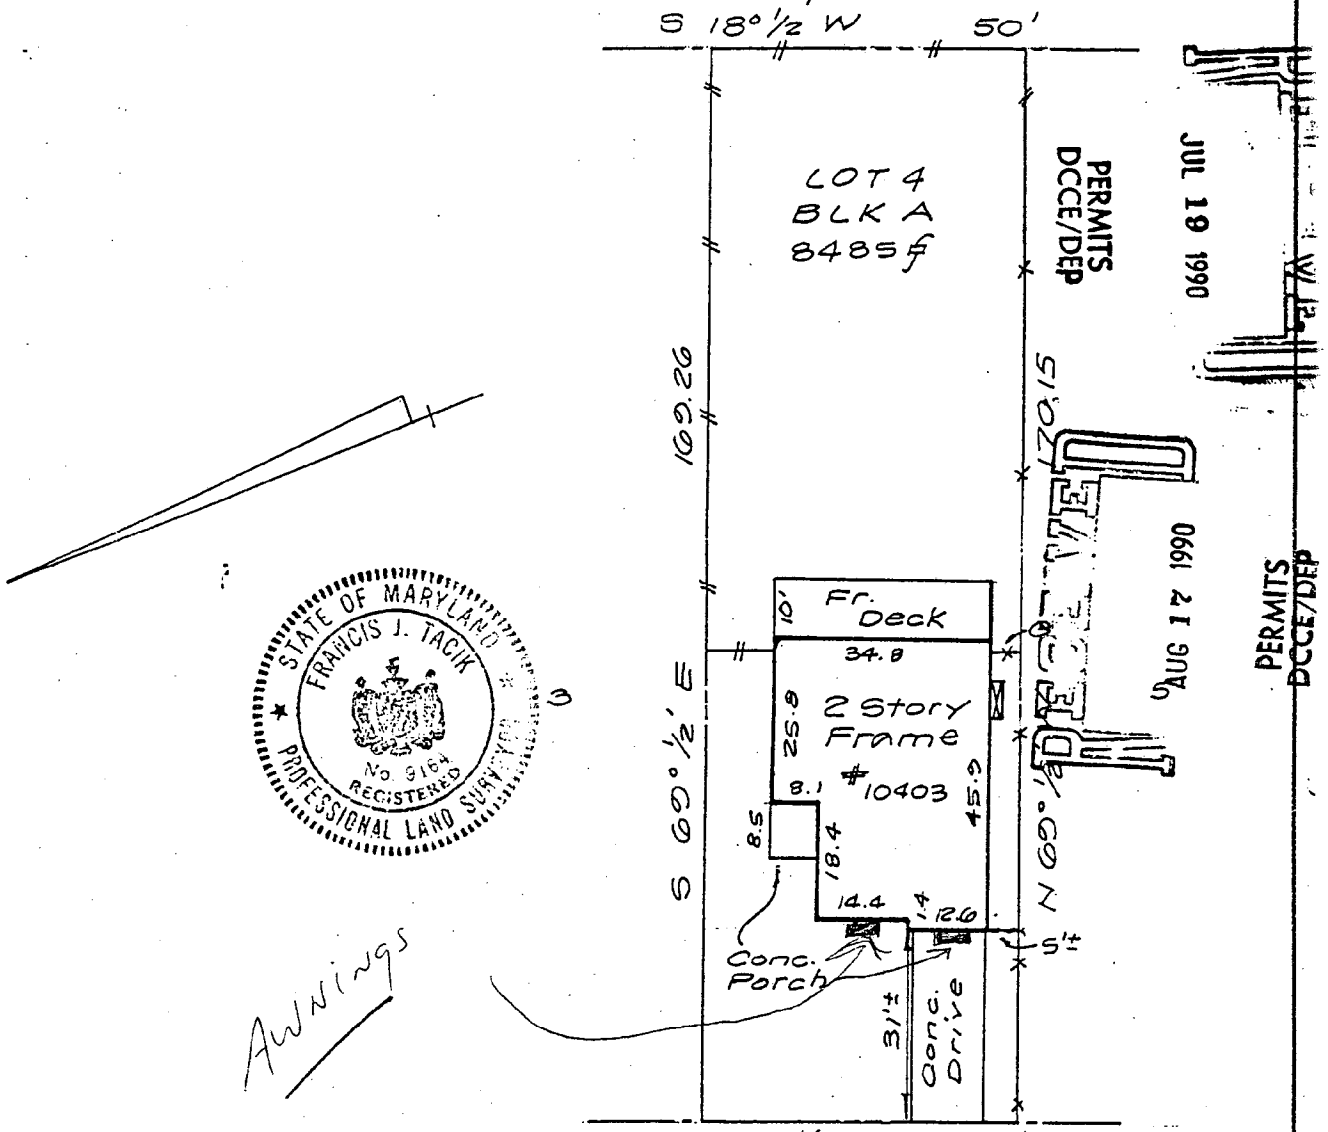 S 18°½' W 50'
LOT 4
BLK A
8485
169.26
170.15
S 69°½' E
N 69°½
Fr.
Deck
10'
34.8
2 Story
Frame
#10403
25.8
45.9
8.1
8.5
18.4
14.4
1.4
12.6
Conc.
Porch
5'±
31'±
Conc.
Drive
AWNINGS
STATE OF MARYLAND
PROFESSIONAL LAND SURVEYOR
FRANCIS J. TACIK
No. 9164
REGISTERED
PERMITS
DCCE/DEP
JUL 19 1990
AUG 17 1990
PERMITS
DCCE/DEP